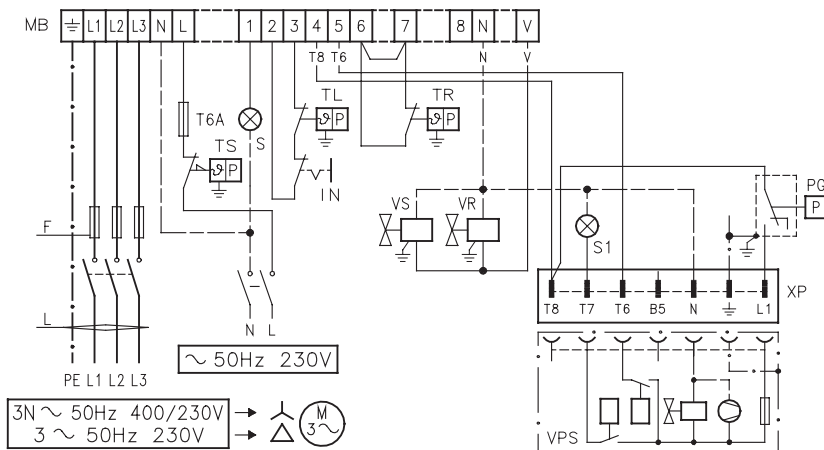 MB ⏚ L1 L2 L3 N L 1 2 3 4 5 6 7 8 N V
T8 T6 N V
T6A S TL ϑ P TR ϑ P
TS ϑ P
IN
PG
P
F
VS VR
S1
XP
T8 T7 T6 B5 N ⏚ L1
L
N L
PE L1 L2 L3
~ 50Hz 230V
3N ~ 50Hz 400/230V
3 ~ 50Hz 230V
M
3~
VPS